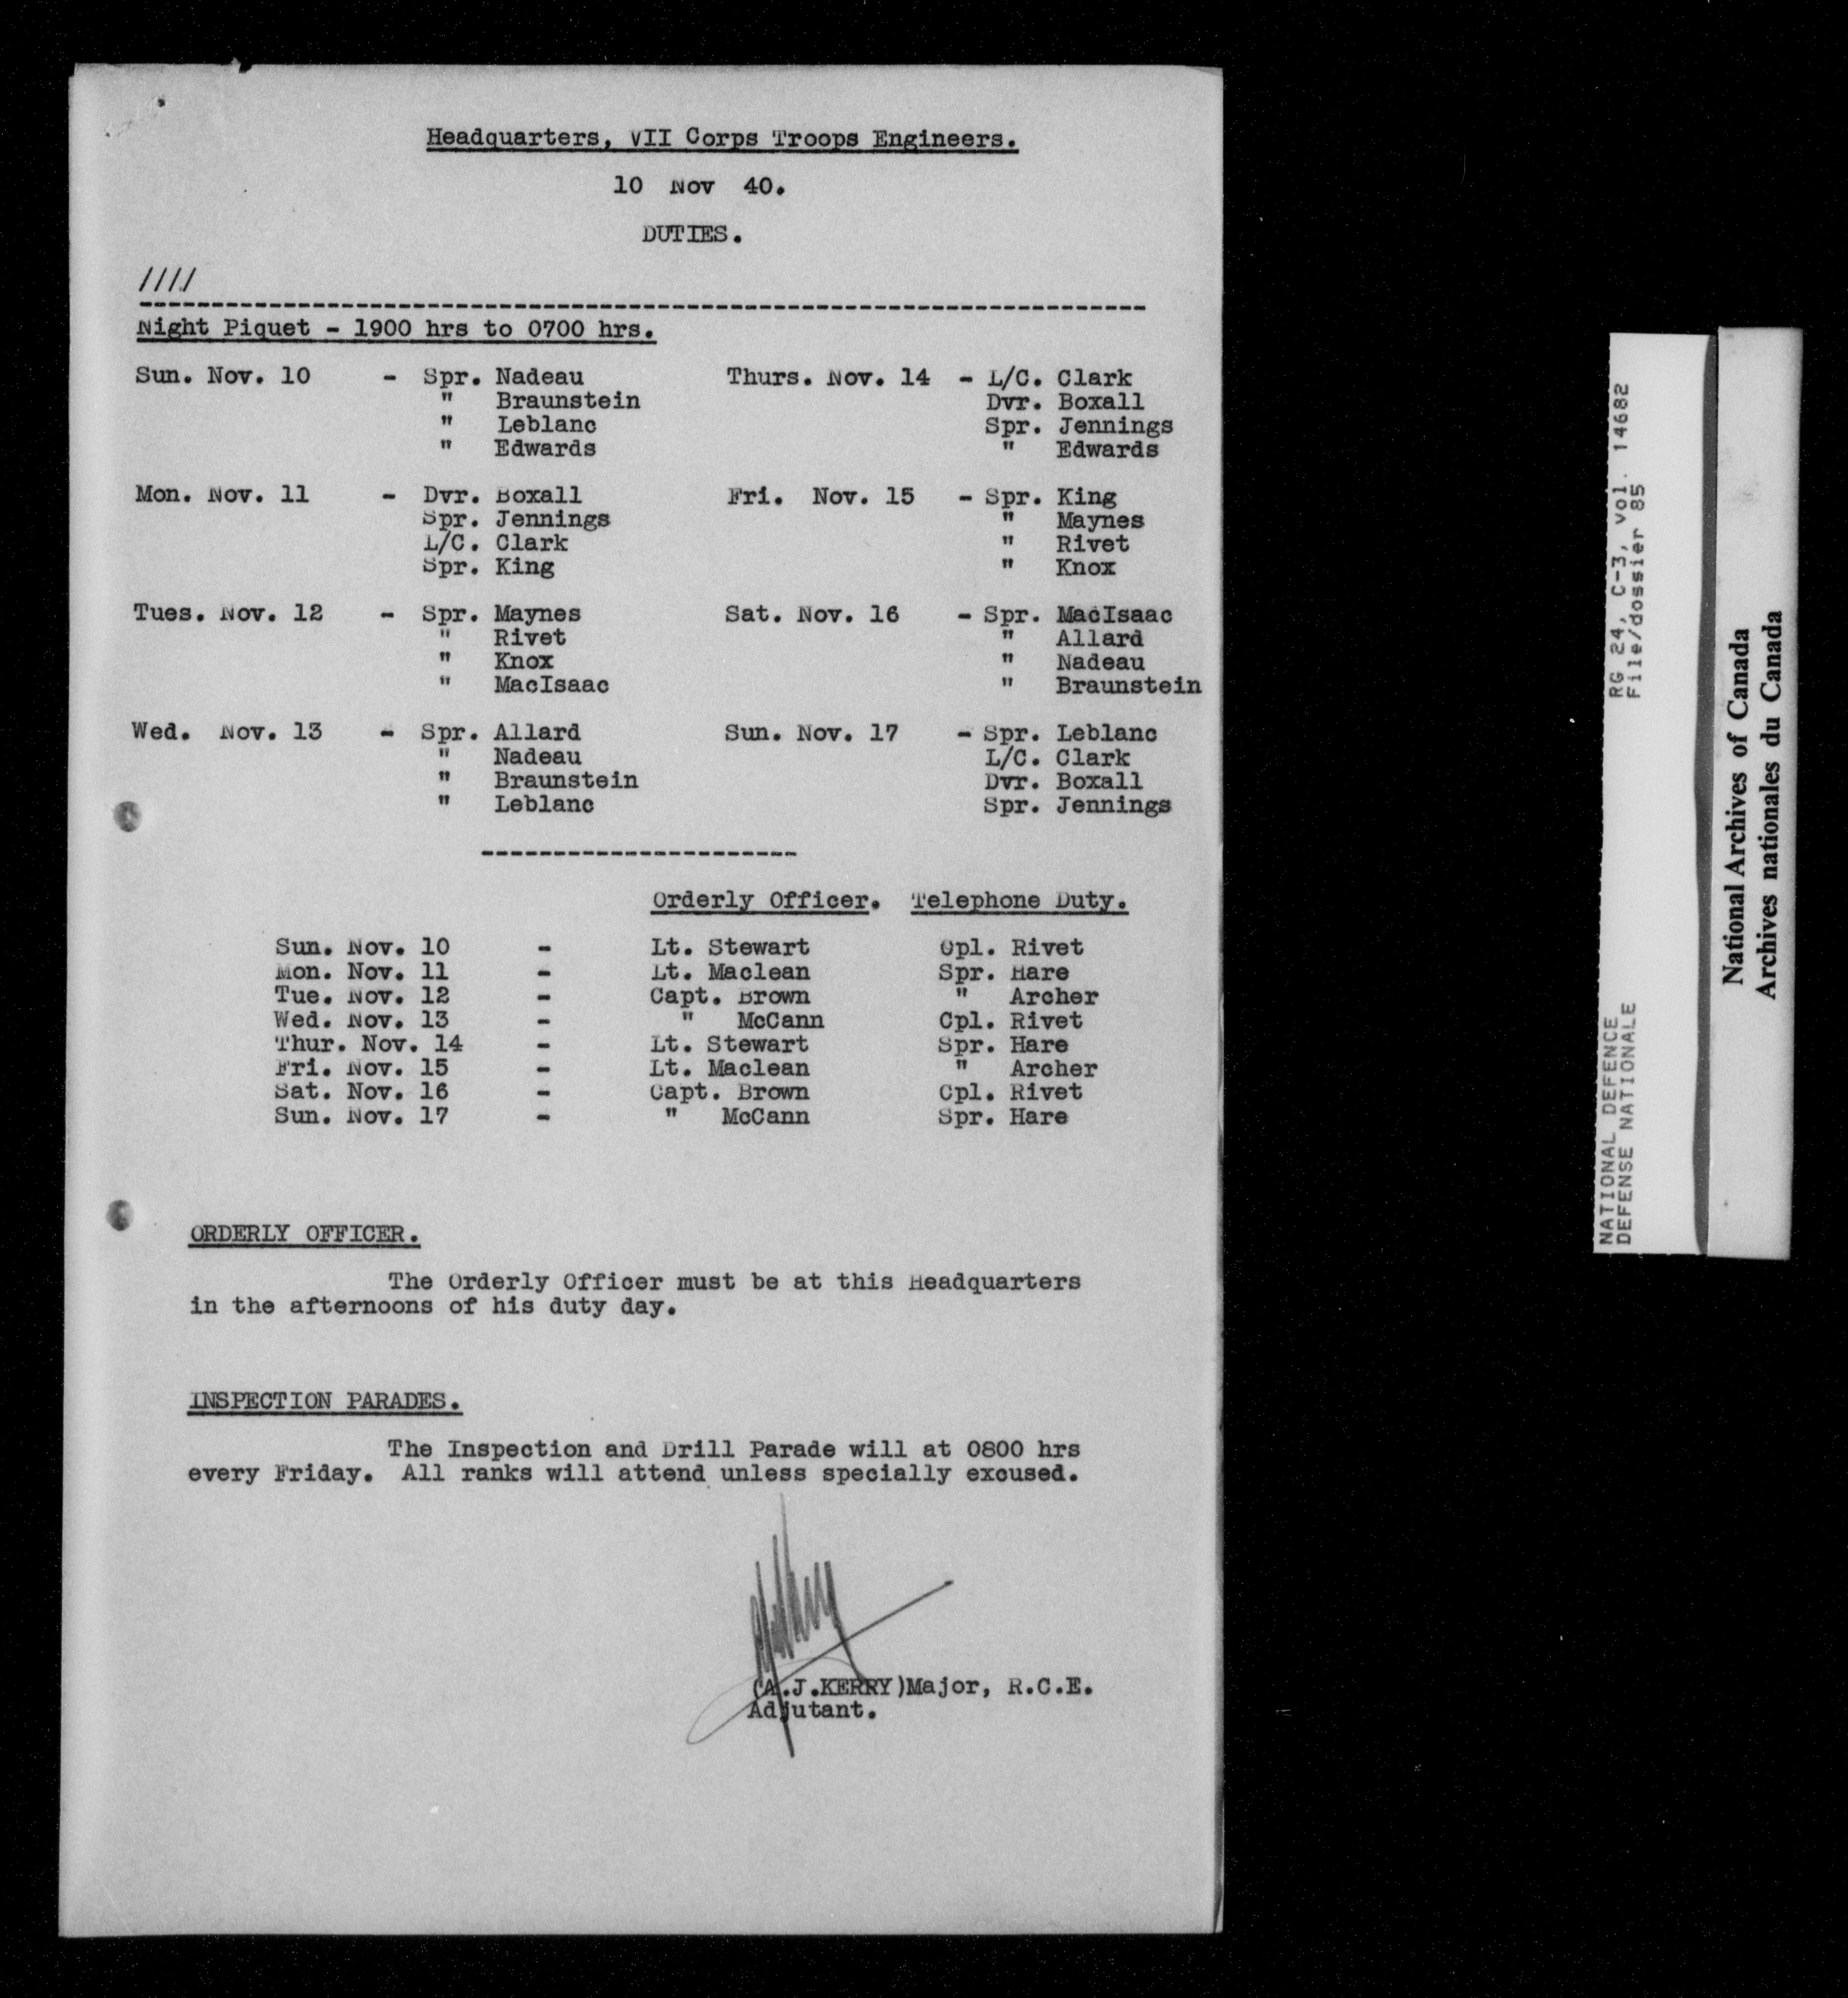 Headquarters, VII Corps Troops Engineers.
10 Nov 40.
DUTIES.
////
Night Piquet - 1900 hrs to 0700 hrs.
Sun. Nov. 10 - Spr. Nadeau
" Braunstein
" Leblanc
" Edwards
Mon. Nov. 11 - Dvr. Boxall
Spr. Jennings
L/C. Clark
Spr. King
Tues. Nov. 12 - Spr. Maynes
" Rivet
" Knox
" MacIsaac
Wed. Nov. 13 - Spr. Allard
" Nadeau
" Braunstein
" Leblanc
Thurs. Nov. 14 - L/C. Clark
Dvr. Boxall
Spr. Jennings
" Edwards
Fri. Nov. 15 - Spr. King
" Maynes
" Rivet
" Knox
Sat. Nov. 16 - Spr. MacIsaac
" Allard
" Nadeau
" Braunstein
Sun. Nov. 17 - Spr. Leblanc
L/C. Clark
Dvr. Boxall
Spr. Jennings
Orderly Officer. Telephone Duty.
Sun. Nov. 10 - Lt. Stewart Cpl. Rivet
Mon. Nov. 11 - Lt. Maclean Spr. Hare
Tue. Nov. 12 - Capt. Brown " Archer
Wed. Nov. 13 - " McCann Cpl. Rivet
Thur. Nov. 14 - Lt. Stewart Spr. Hare
Fri. Nov. 15 - Lt. Maclean " Archer
Sat. Nov. 16 - Capt. Brown Cpl. Rivet
Sun. Nov. 17 - " McCann Spr. Hare
ORDERLY OFFICER.
The Orderly Officer must be at this Headquarters
in the afternoons of his duty day.
INSPECTION PARADES.
The Inspection and Drill Parade will at 0800 hrs
every Friday. All ranks will attend unless specially excused.
(A.J.KERRY)Major, R.C.E.
Adjutant.
NATIONAL DEFENCE RG 24, C-3, vol. 14682
DEFENSE NATIONALE File/dossier 85
National Archives of Canada
Archives nationales du Canada